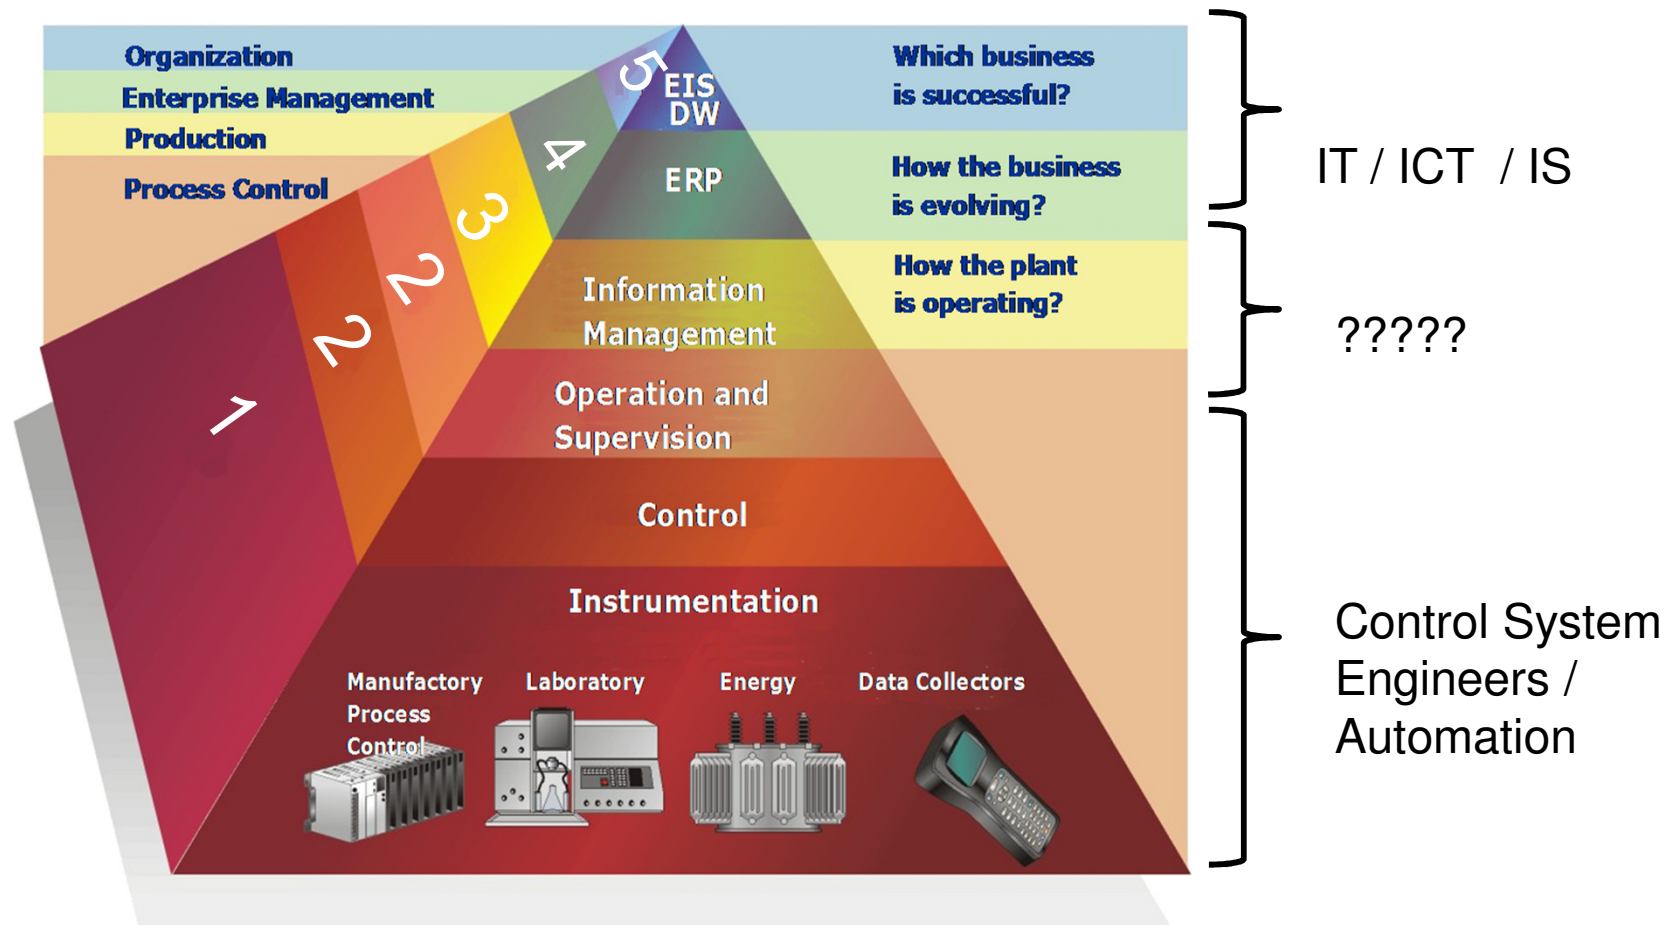 Organization
Enterprise Management
Production
Process Control
5
4
3
2
2
1
EIS
DW
ERP
Information
Management
Operation and
Supervision
Control
Instrumentation
Manufactory
Process
Control
Laboratory
Energy
Data Collectors
Which business
is successful?
How the business
is evolving?
How the plant
is operating?
IT / ICT / IS
?????
Control System
Engineers /
Automation